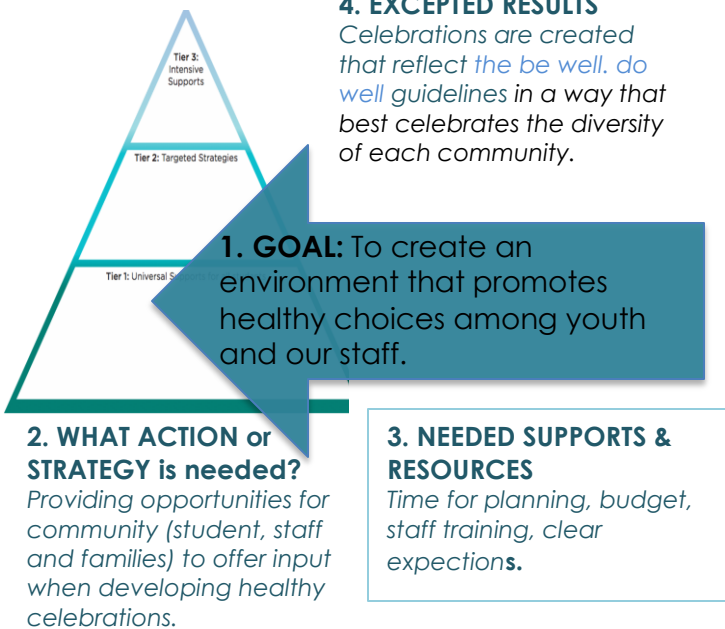 4. EXCEPTED RESULTS
Celebrations are created
that reflect the be well. do
well guidelines in a way that
best celebrates the diversity
of each community.
Tier 3:
Intensive
Supports
Tier 2: Targeted Strategies
Tier 1: Universal S
1. GOAL: To create an
environment that promotes
healthy choices among youth
and our staff.
2. WHAT ACTION or
STRATEGY is needed?
Providing opportunities for
community (student, staff
and families) to offer input
when developing healthy
celebrations.
3. NEEDED SUPPORTS &
RESOURCES
Time for planning, budget,
staff training, clear
expections.